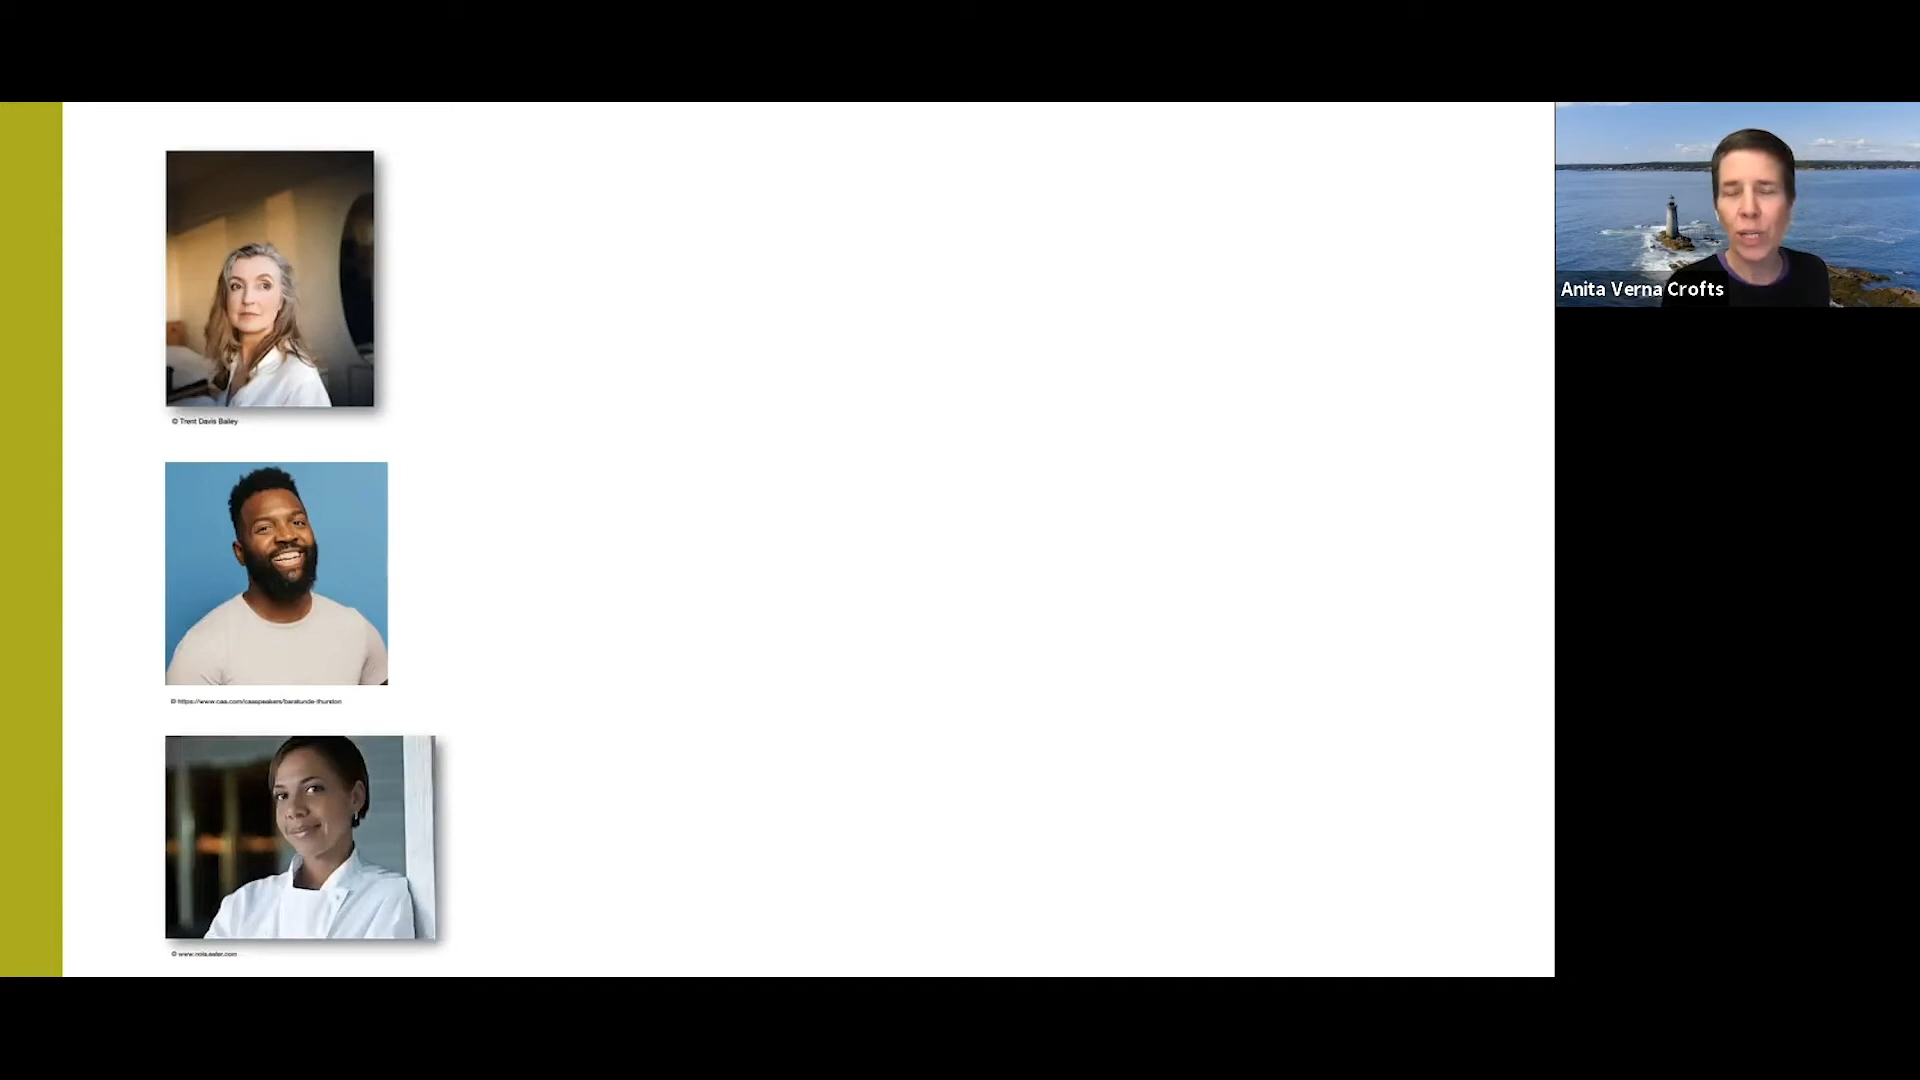 © Trent Davis Bailey
Anita Verna Crofts
© https://www.caa.com/caaspeakers/baratunde-thurston
© www.nola.eater.com